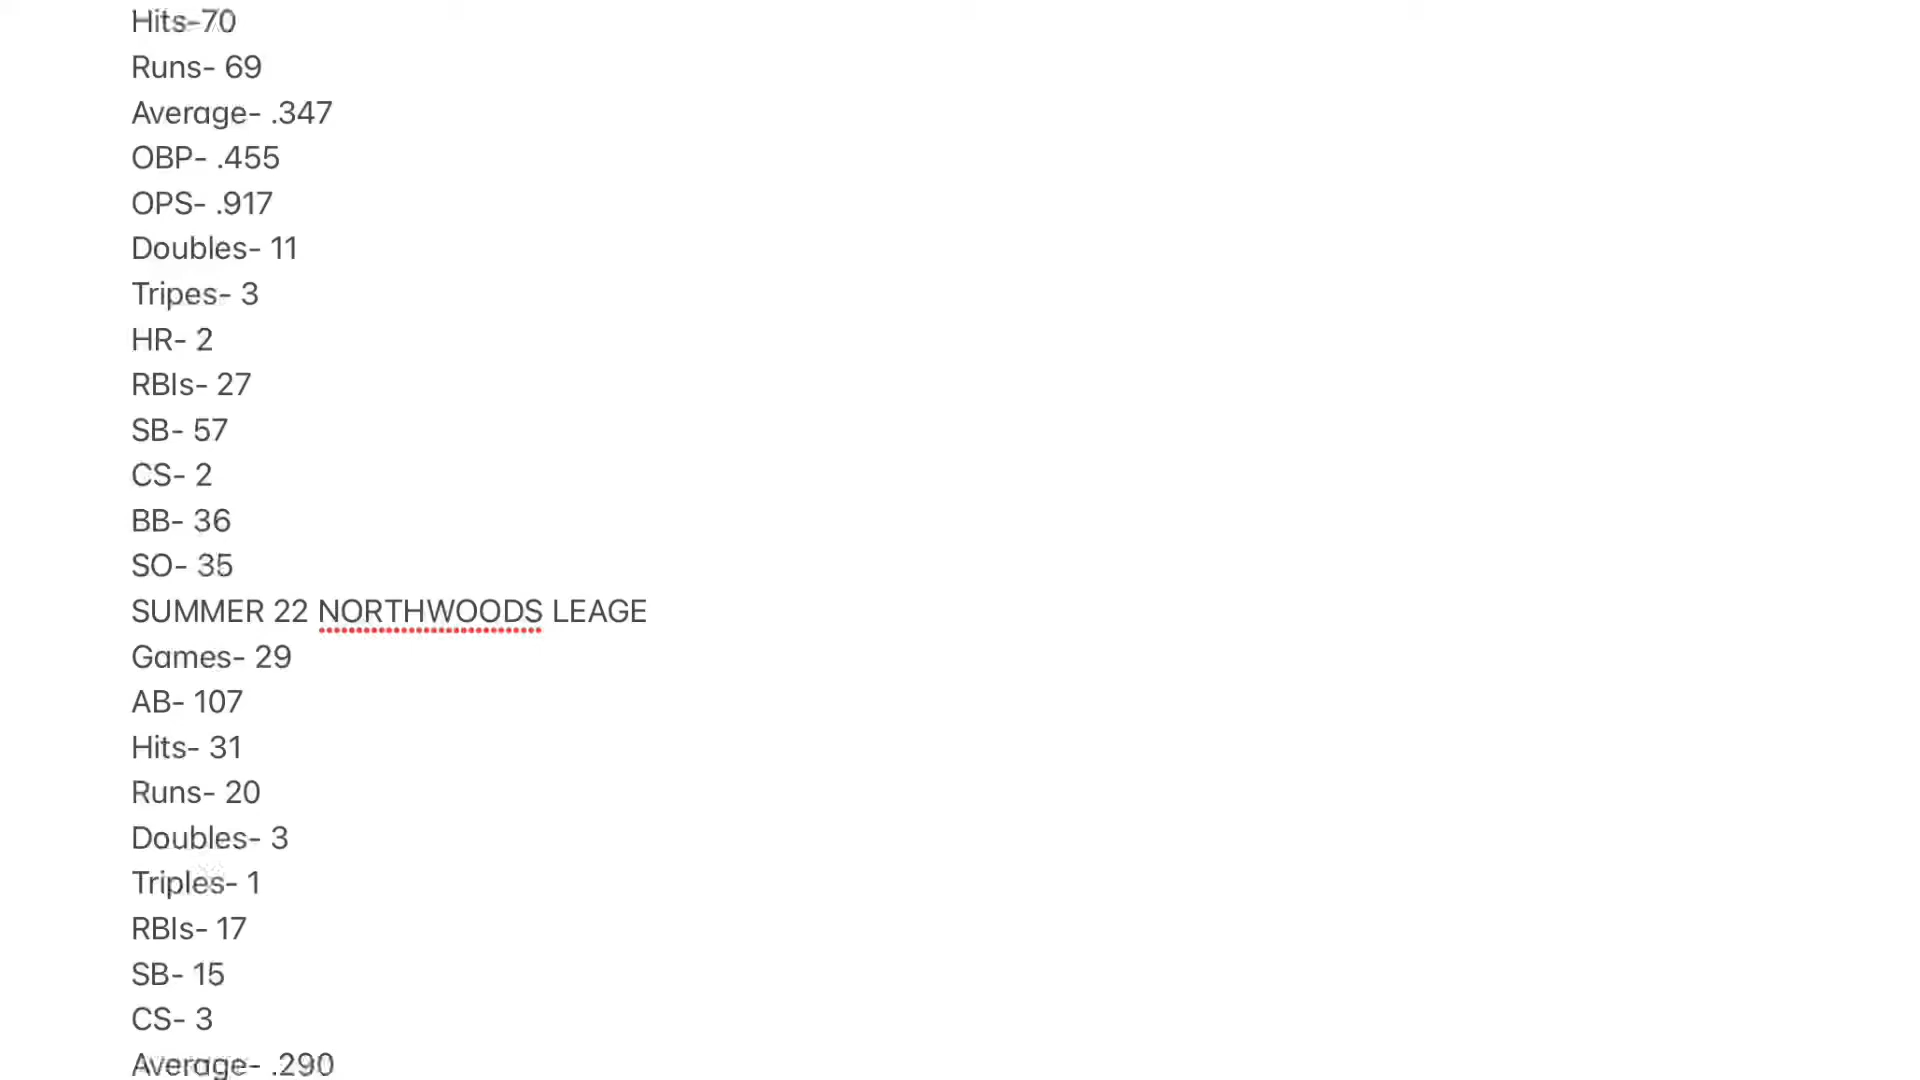 Hits-70
Runs- 69
Average- .347
OBP- .455
OPS- .917
Doubles- 11
Tripes- 3
HR- 2
RBIs- 27
SB- 57
CS- 2
BB- 36
SO- 35
SUMMER 22 NORTHWOODS LEAGE
Games- 29
AB- 107
Hits- 31
Runs- 20
Doubles- 3
Triples- 1
RBIs- 17
SB- 15
CS- 3
Average- .290